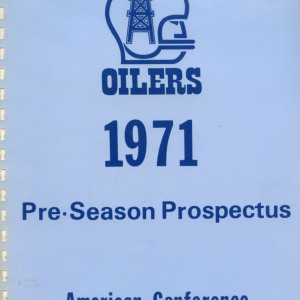 OILERS
1971
Pre·Season Prospectus
American Conference